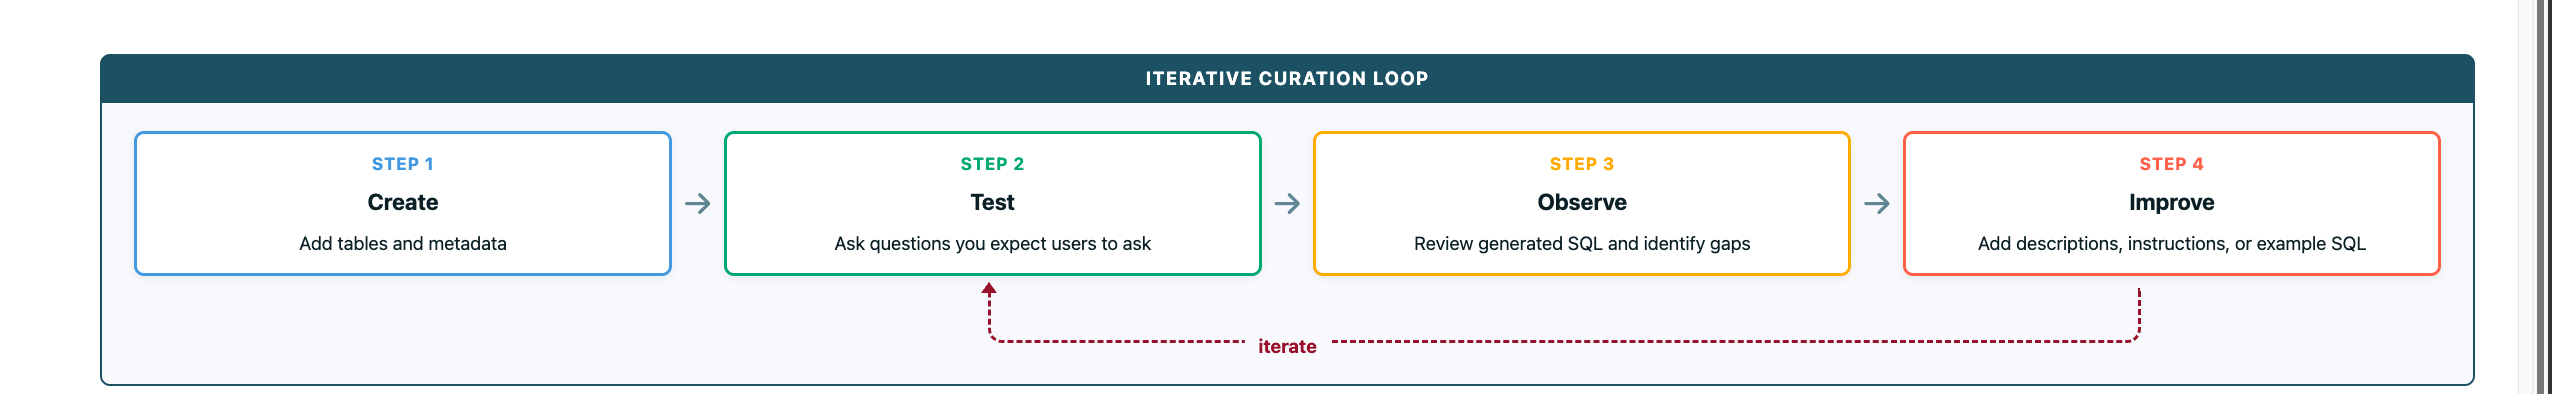 ITERATIVE CURATION LOOP
STEP 1
Create
Add tables and metadata
STEP 2
Test
Ask questions you expect users to ask
STEP 3
Observe
Review generated SQL and identify gaps
STEP 4
Improve
Add descriptions, instructions, or example SQL
iterate